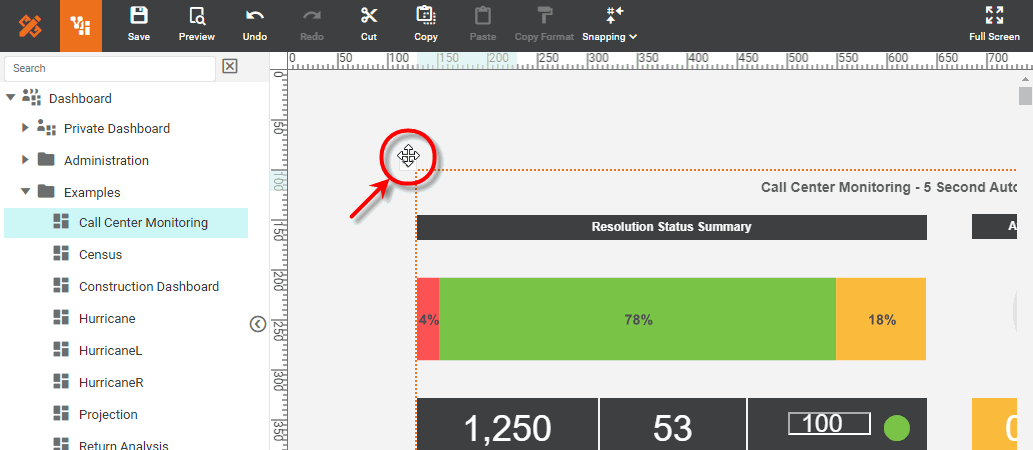 Save Preview Undo Redo Cut Copy Paste Copy Format Snapping Full Screen
Search
0 50 100 150 200 250 300 350 400 450 500 550 600 650 700
Dashboard
Private Dashboard
Administration
Examples
Call Center Monitoring
Census
Construction Dashboard
Hurricane
HurricaneL
HurricaneR
Projection
Return Analysis
0
50
100
150
200
250
300
350
Call Center Monitoring - 5 Second Auto
Resolution Status Summary
A
4% 78% 18%
1,250 53 100